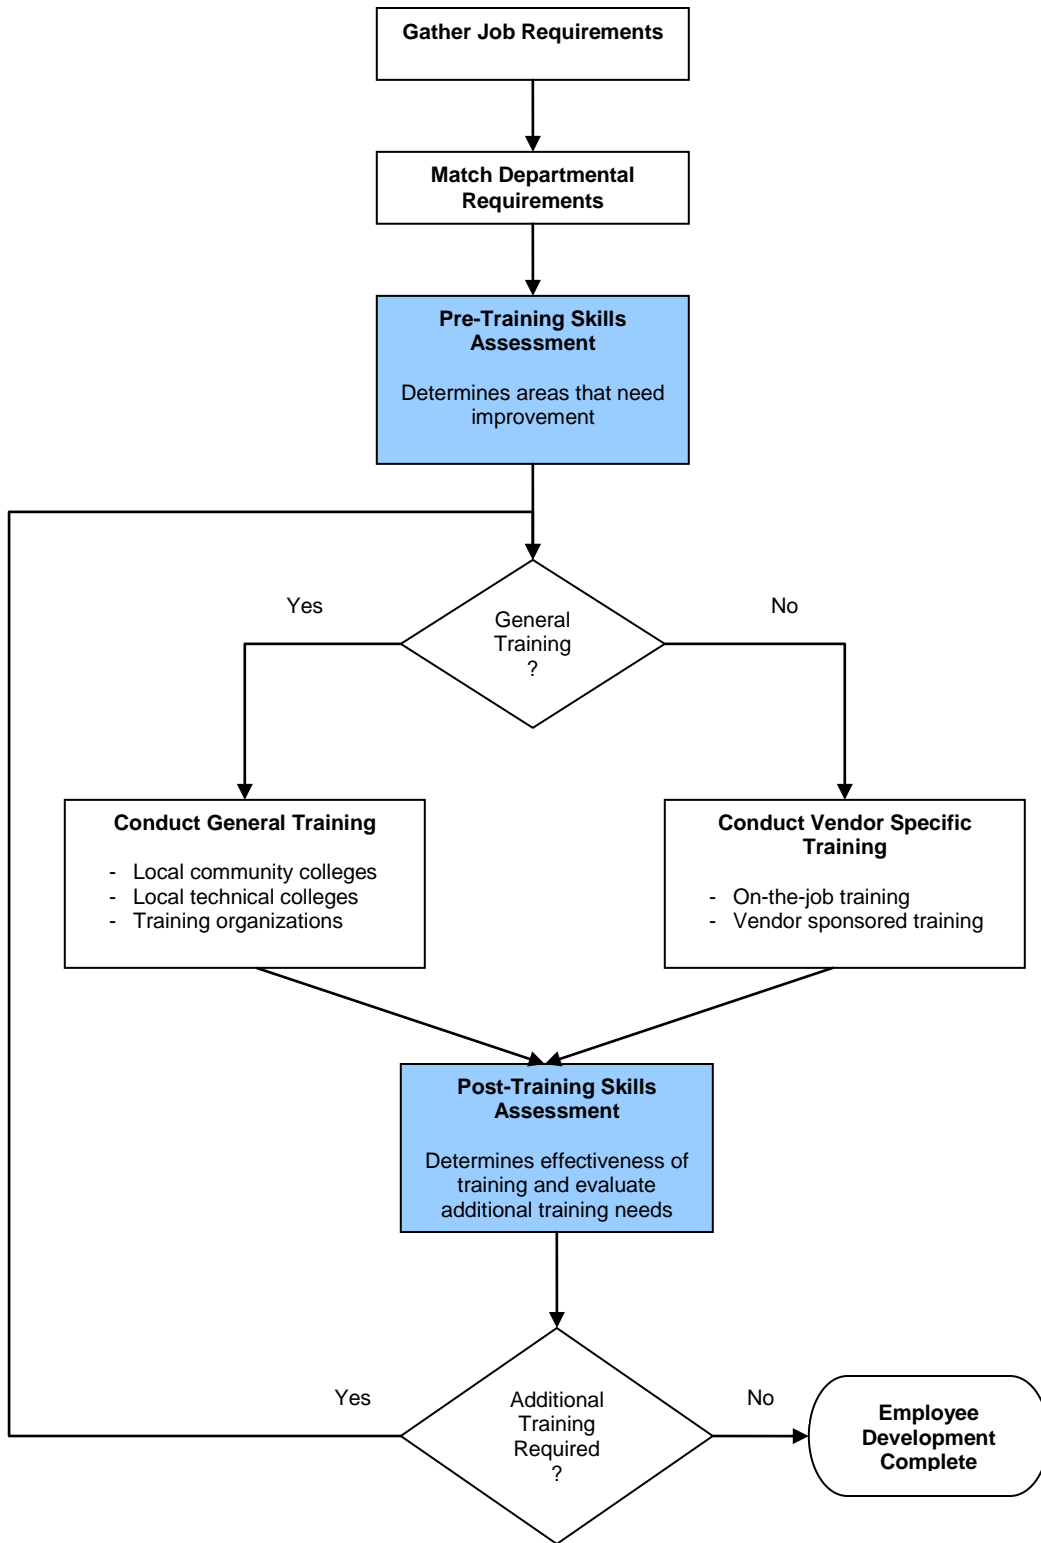 Gather Job Requirements
Match Departmental
Requirements
Pre-Training Skills
Assessment
Determines areas that need
improvement
Yes
No
General
Training
?
Conduct General Training
- Local community colleges
- Local technical colleges
- Training organizations
Conduct Vendor Specific
Training
- On-the-job training
- Vendor sponsored training
Post-Training Skills
Assessment
Determines effectiveness of
training and evaluate
additional training needs
Yes
Additional
Training
Required
?
No
Employee
Development
Complete